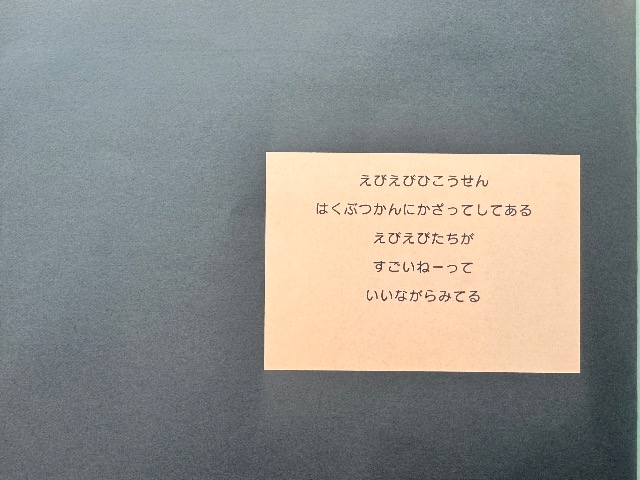 えびえびひこうせん
はくぶつかんにかざってしてある
えびえびたちが
すごいねーって
いいながらみてる